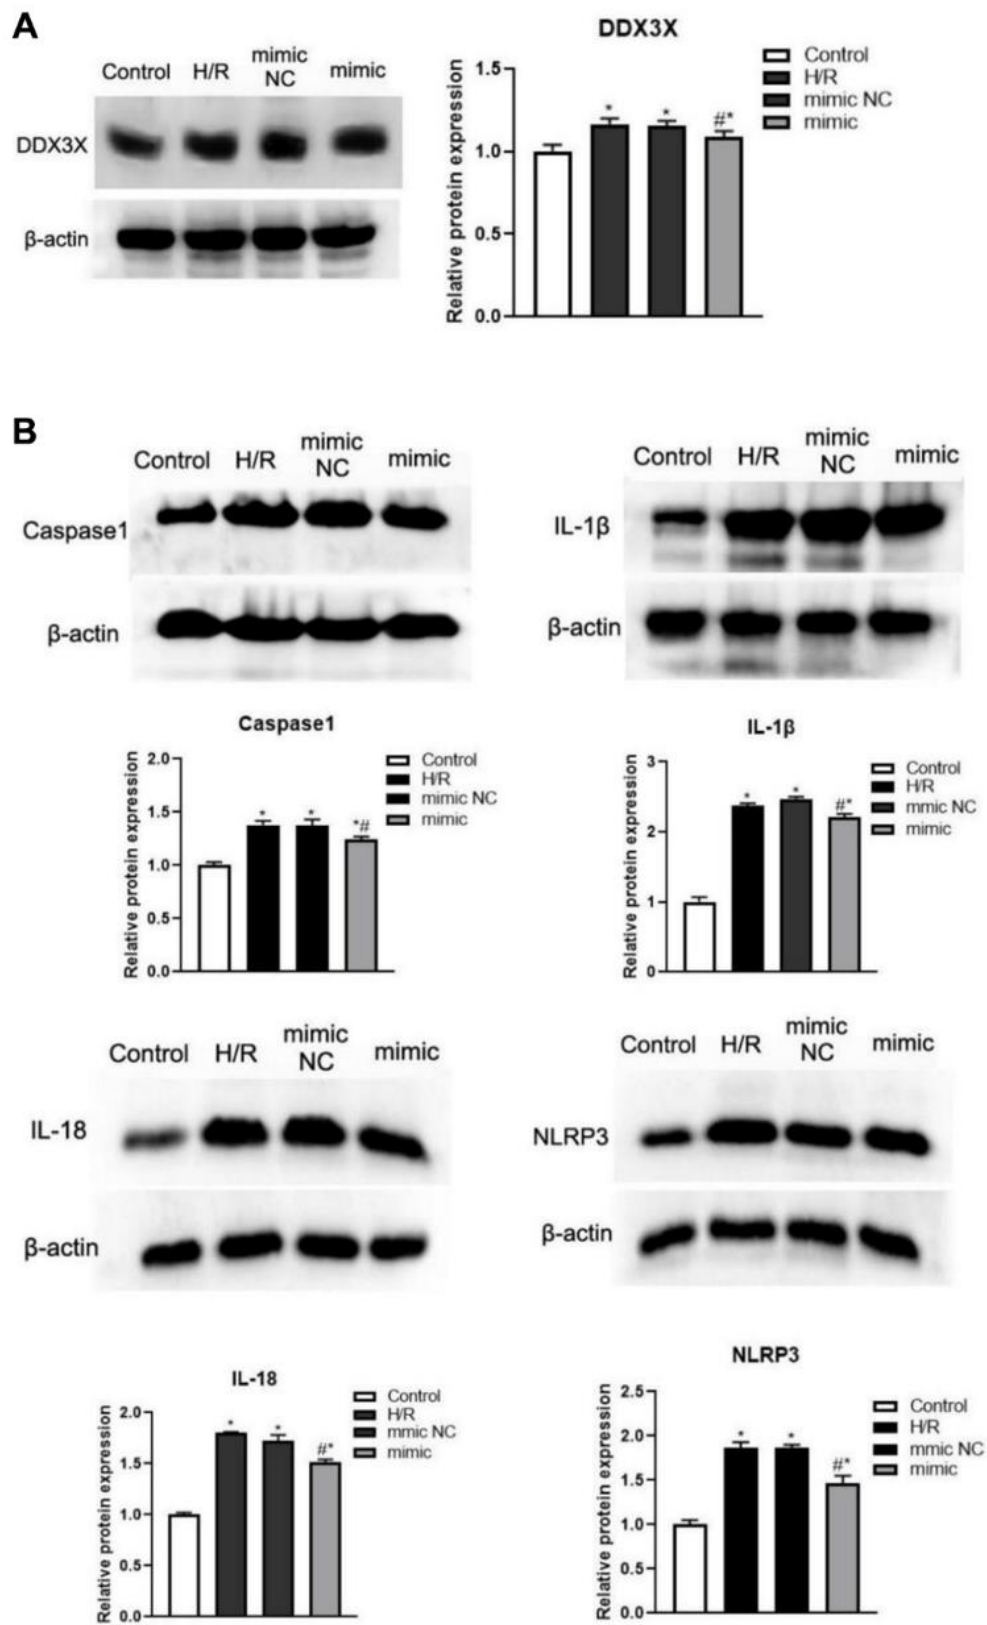 A
Control H/R mimic NC mimic
DDX3X
β-actin
DDX3X
Relative protein expression
1.5
1.0
0.5
0.0
* * #*
Control
H/R
mimic NC
mimic
B
Control H/R mimic NC mimic
Caspase1
β-actin
Control H/R mimic NC mimic
IL-1β
β-actin
Caspase1
Relative protein expression
2.0
1.5
1.0
0.5
0.0
* * *#
Control
H/R
mimic NC
mimic
IL-1β
Relative protein expression
3
2
1
0
* * #*
Control
H/R
mmic NC
mimic
Control H/R mimic NC mimic
IL-18
β-actin
Control H/R mimic NC mimic
NLRP3
β-actin
IL-18
Relative protein expression
2.0
1.5
1.0
0.5
0.0
* * #*
Control
H/R
mmic NC
mimic
NLRP3
Relative protein expression
2.5
2.0
1.5
1.0
0.5
0.0
* * #*
Control
H/R
mmic NC
mimic